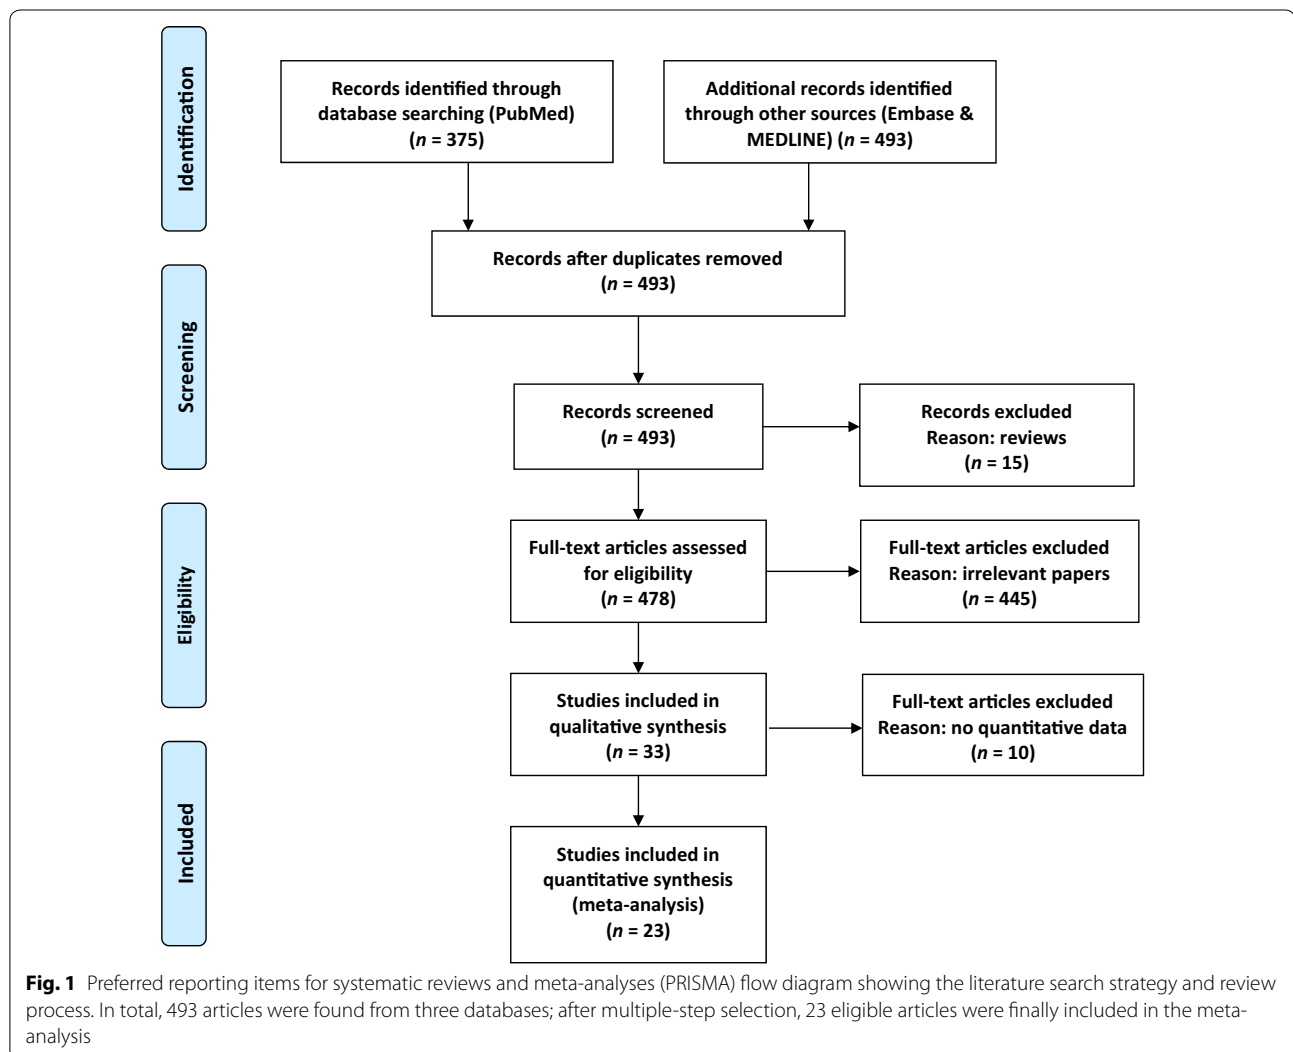 Identification
Records identified through
database searching (PubMed)
(n = 375)
Additional records identified
through other sources (Embase &
MEDLINE) (n = 493)
Records after duplicates removed
(n = 493)
Screening
Records screened
(n = 493)
Records excluded
Reason: reviews
(n = 15)
Eligibility
Full-text articles assessed
for eligibility
(n = 478)
Full-text articles excluded
Reason: irrelevant papers
(n = 445)
Studies included in
qualitative synthesis
(n = 33)
Full-text articles excluded
Reason: no quantitative data
(n = 10)
Included
Studies included in
quantitative synthesis
(meta-analysis)
(n = 23)
Fig. 1 Preferred reporting items for systematic reviews and meta-analyses (PRISMA) flow diagram showing the literature search strategy and review
process. In total, 493 articles were found from three databases; after multiple-step selection, 23 eligible articles were finally included in the meta-
analysis